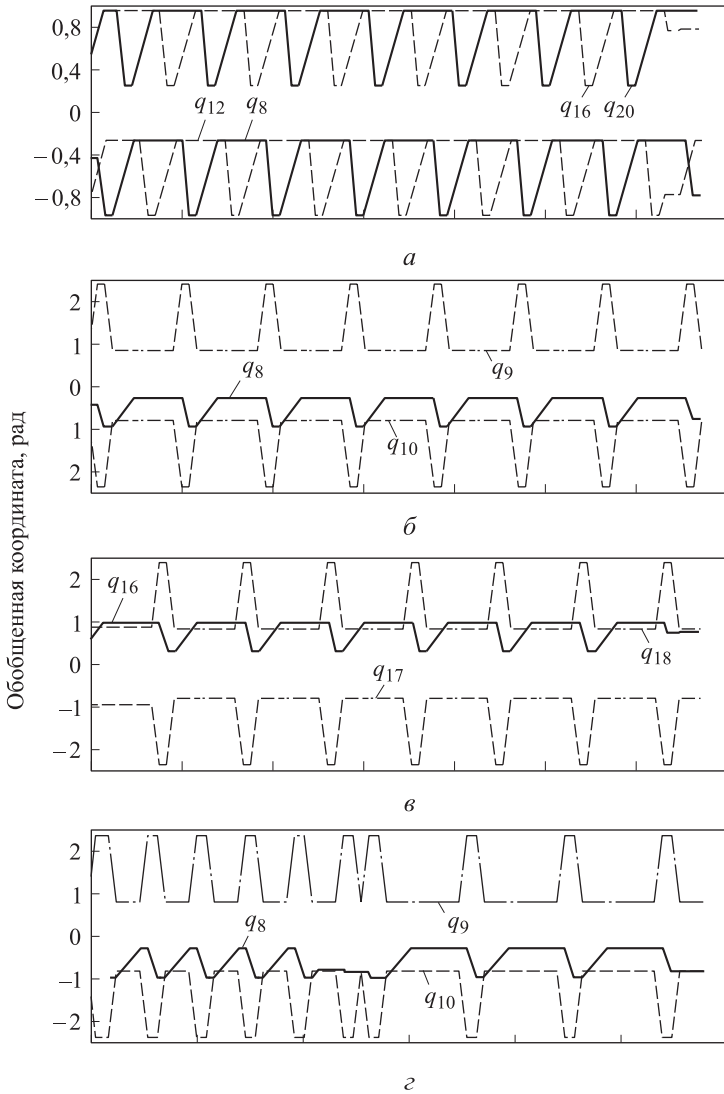 Обобщенная координата, рад
0,8
0,4
0
−0,4
−0,8
q12 q8
q16 q20
а
2
1
0
1
2
q8
q9
q10
б
2
1
0
−1
−2
q16
q18
q17
в
2
1
0
−1
−2
q8
q9
q10
г